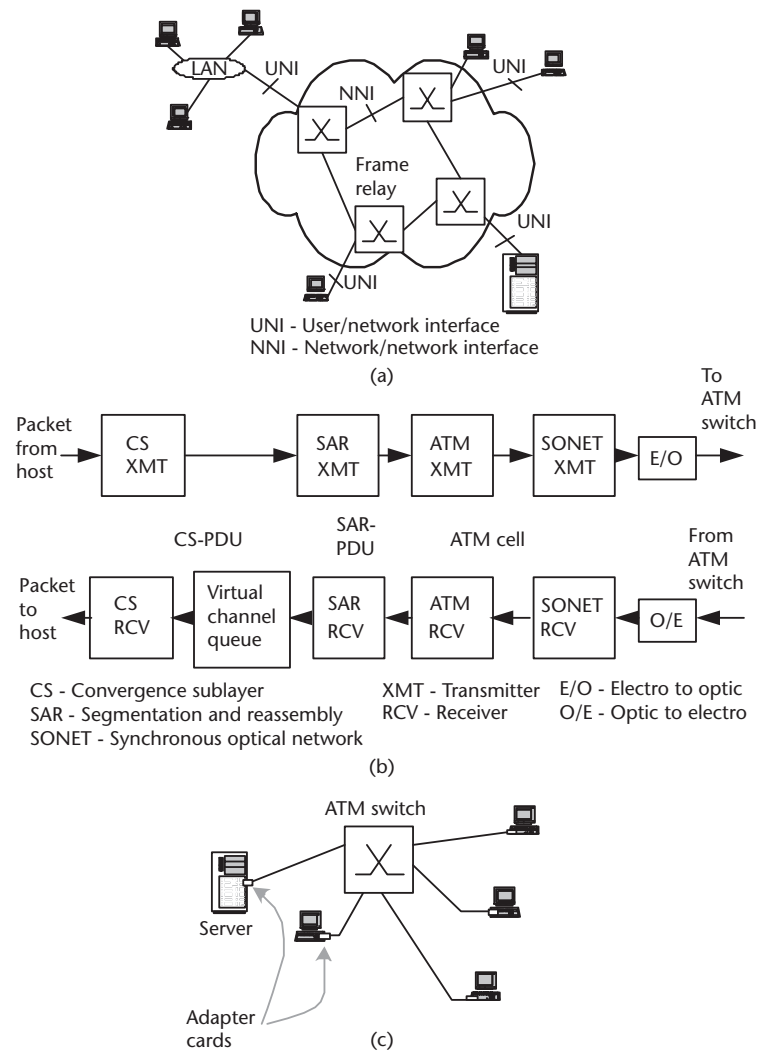 LAN
UNI
NNI
UNI
Frame
relay
UNI
UNI
UNI - User/network interface
NNI - Network/network interface
(a)
Packet
from
host
CS
XMT
SAR
XMT
ATM
XMT
SONET
XMT
E/O
To
ATM
switch
CS-PDU
SAR-
PDU
ATM cell
From
ATM
switch
Packet
to
host
CS
RCV
Virtual
channel
queue
SAR
RCV
ATM
RCV
SONET
RCV
O/E
CS - Convergence sublayer
SAR - Segmentation and reassembly
SONET - Synchronous optical network
XMT - Transmitter
RCV - Receiver
E/O - Electro to optic
O/E - Optic to electro
(b)
ATM switch
Server
Adapter
cards
(c)